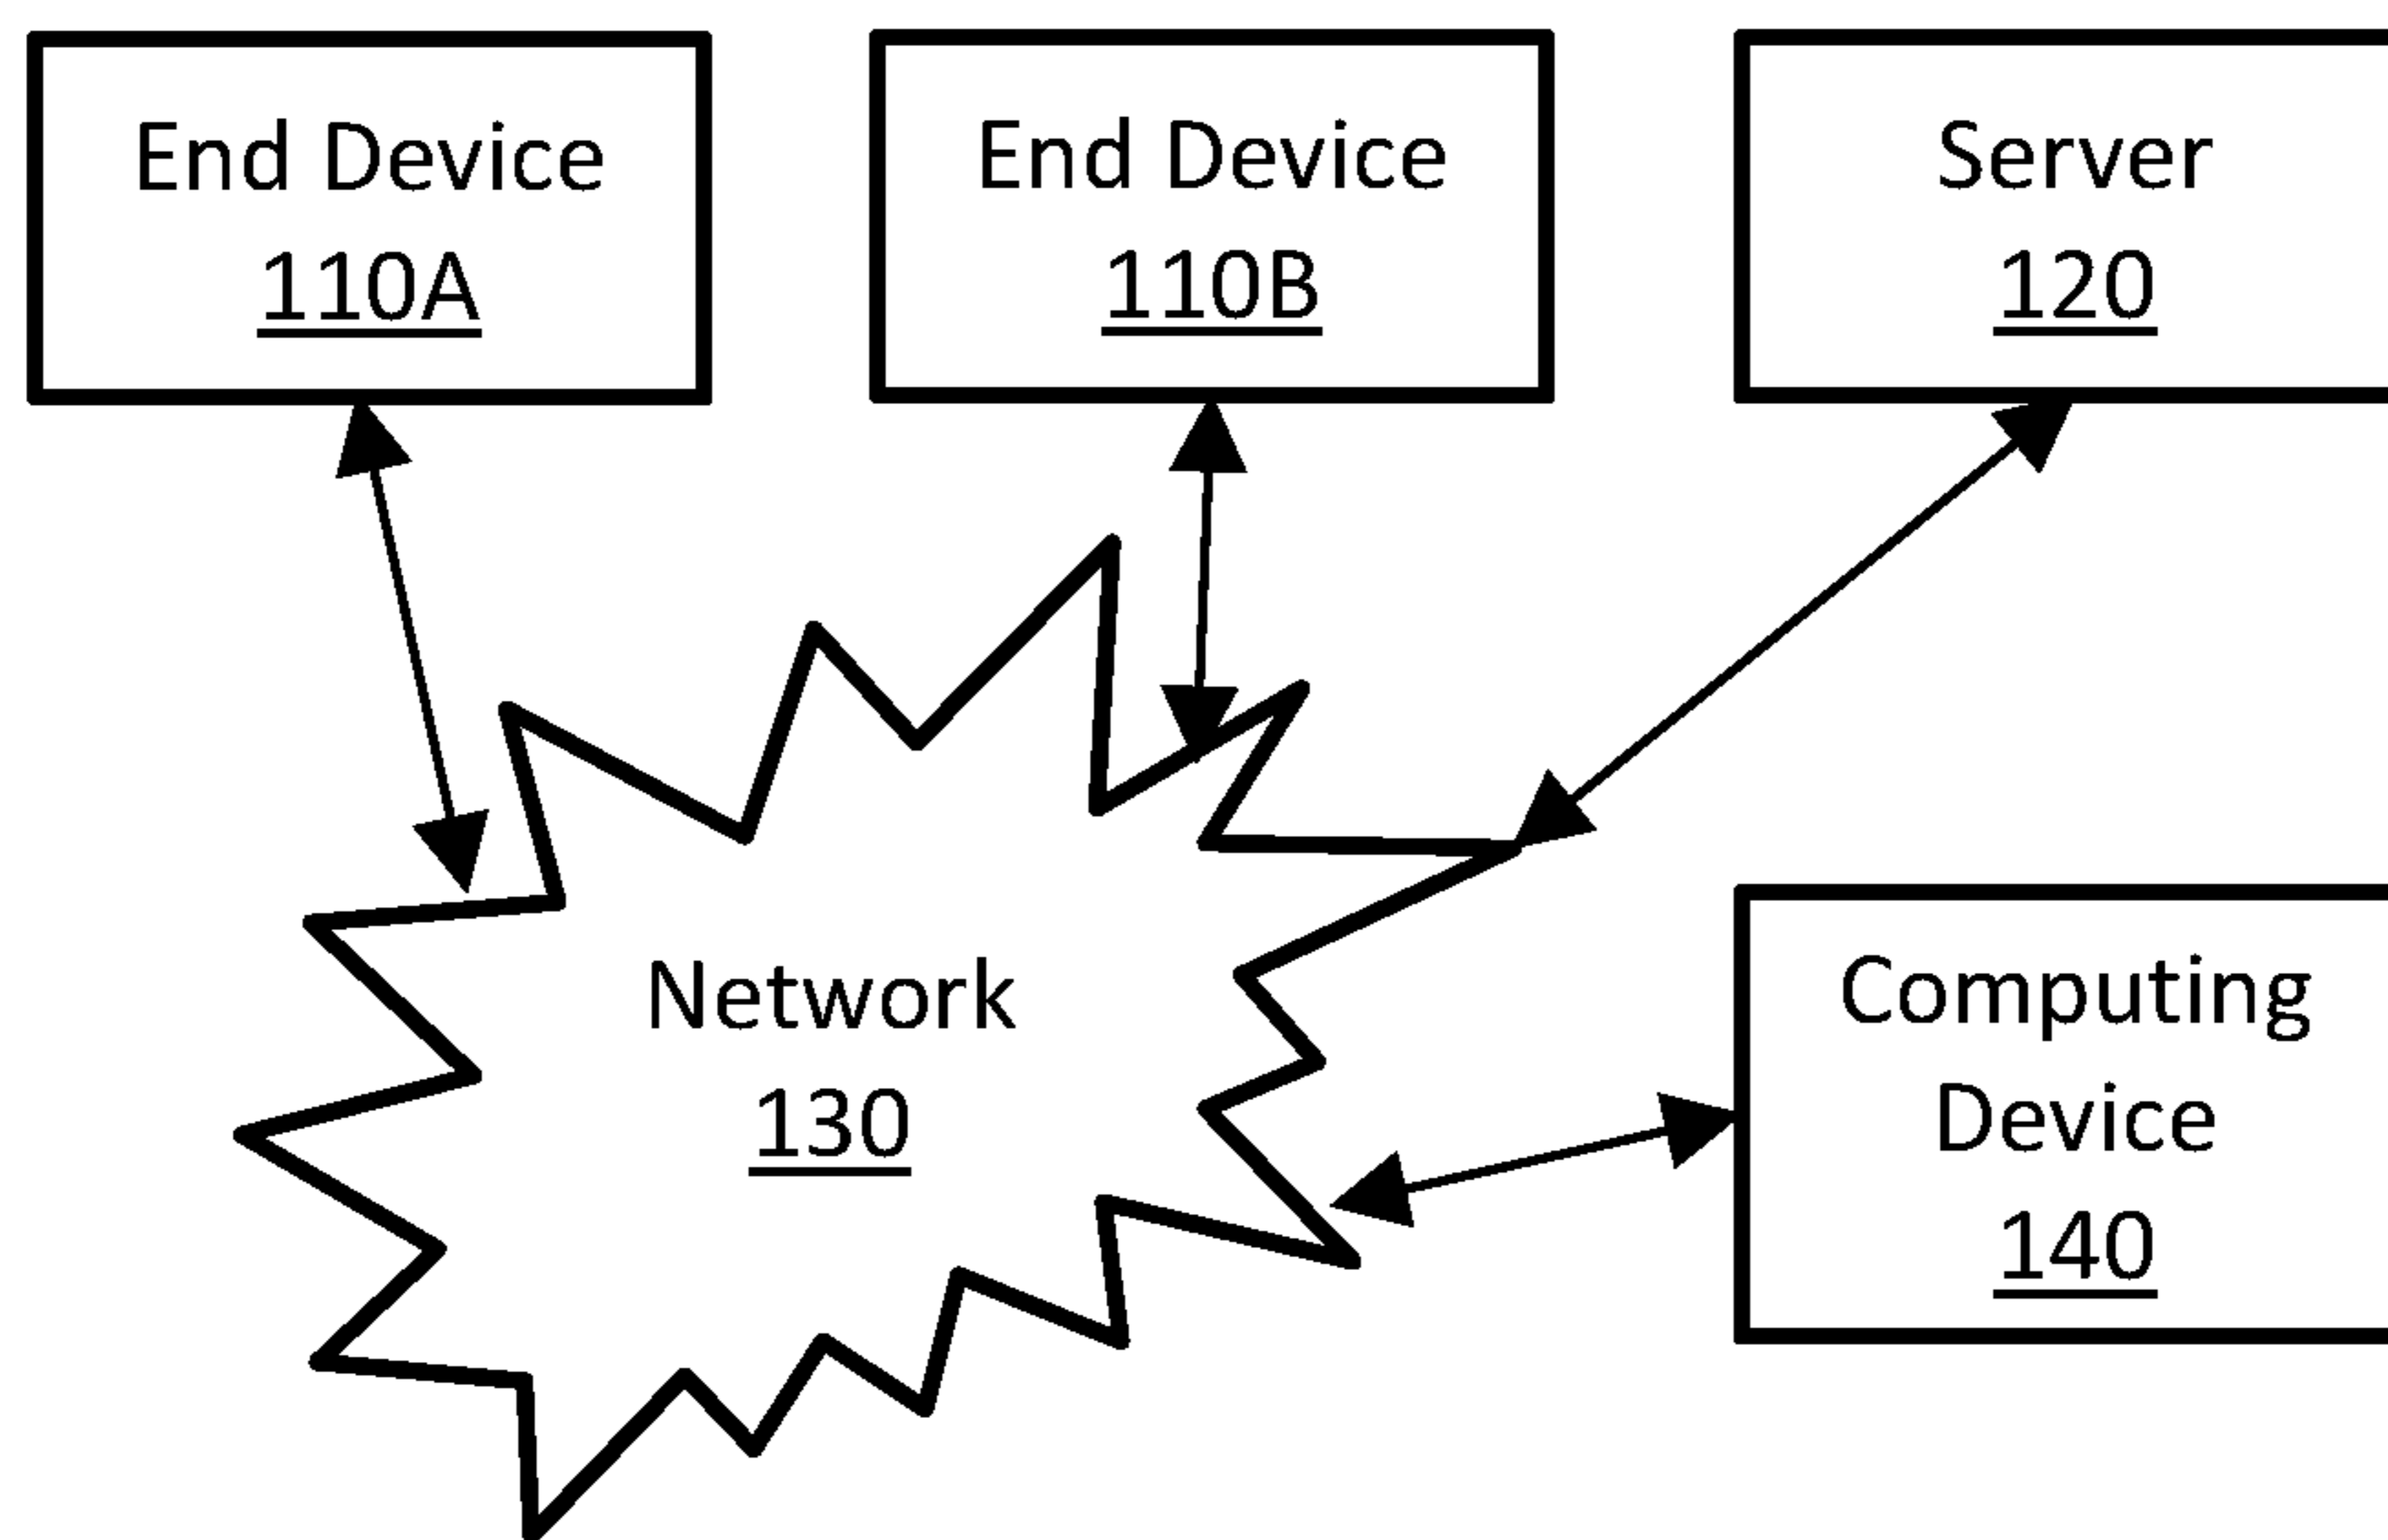 End Device
110A
End Device
110B
Server
120
Network
130
Computing
Device
140